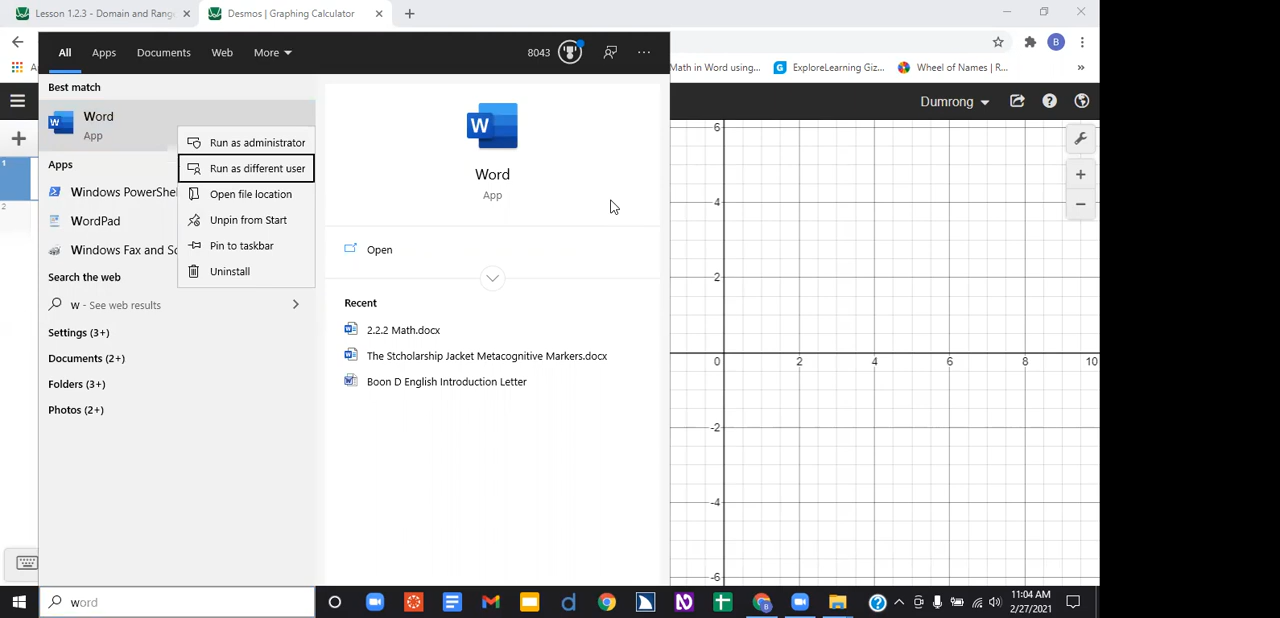 Lesson 1.2.3 - Domain and Rang
Desmos | Graphing Calculator
Math in Word using...
ExploreLearning Giz...
Wheel of Names | R...
»
All
Apps
Documents
Web
More
8043
B
Best match
Word
App
Run as administrator
Run as different user
Open file location
Unpin from Start
Pin to taskbar
Uninstall
Apps
Windows PowerShel
WordPad
Windows Fax and Sc
Search the web
w - See web results
Settings (3+)
Documents (2+)
Folders (3+)
Photos (2+)
Word
App
Open
Recent
2.2.2 Math.docx
The Stcholarship Jacket Metacognitive Markers.docx
Boon D English Introduction Letter
Dumrong
1
2
6
4
2
0 2 4 6 8 10
-2
-4
-6
word
11:04 AM
2/27/2021